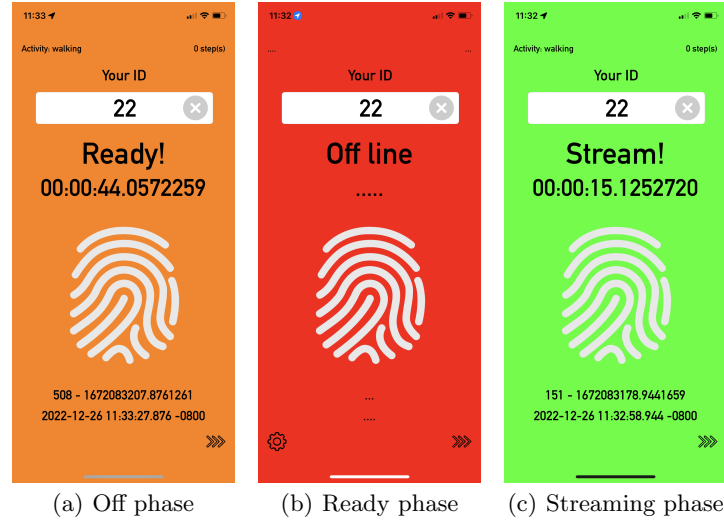 11:33
Activity: walking 0 step(s)
Your ID
22
Ready!
00:00:44.0572259
508 - 1672083207.8761261
2022-12-26 11:33:27.876 -0800
(a) Off phase
11:32
.... ...
Your ID
22
Off line
.....
...
....
(b) Ready phase
11:32
Activity: walking 0 step(s)
Your ID
22
Stream!
00:00:15.1252720
151 - 1672083178.9441659
2022-12-26 11:32:58.944 -0800
(c) Streaming phase